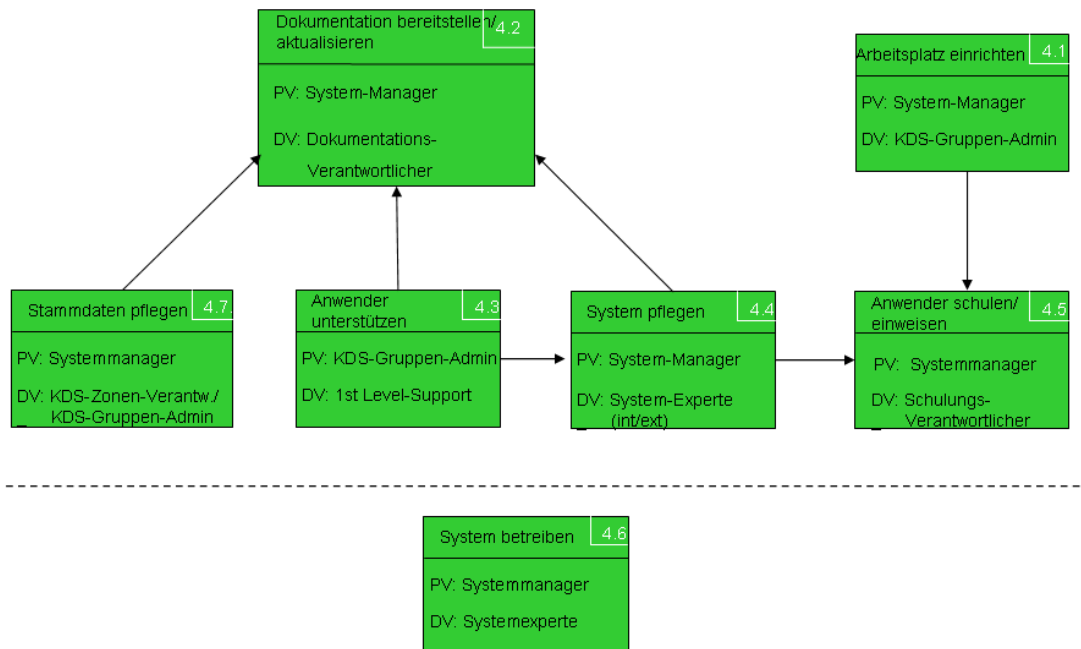 Dokumentation bereitstellen/
aktualisieren
4.2
PV: System-Manager
DV: Dokumentations-
Verantwortlicher
Arbeitsplatz einrichten
4.1
PV: System-Manager
DV: KDS-Gruppen-Admin
Stammdaten pflegen
4.7
PV: Systemmanager
DV: KDS-Zonen-Verantw./
KDS-Gruppen-Admin
Anwender
unterstützen
4.3
PV: KDS-Gruppen-Admin
DV: 1st Level-Support
System pflegen
4.4
PV: System-Manager
DV: System-Experte
(int/ext)
Anwender schulen/
einweisen
4.5
PV: Systemmanager
DV: Schulungs-
Verantwortlicher
System betreiben
4.6
PV: Systemmanager
DV: Systemexperte